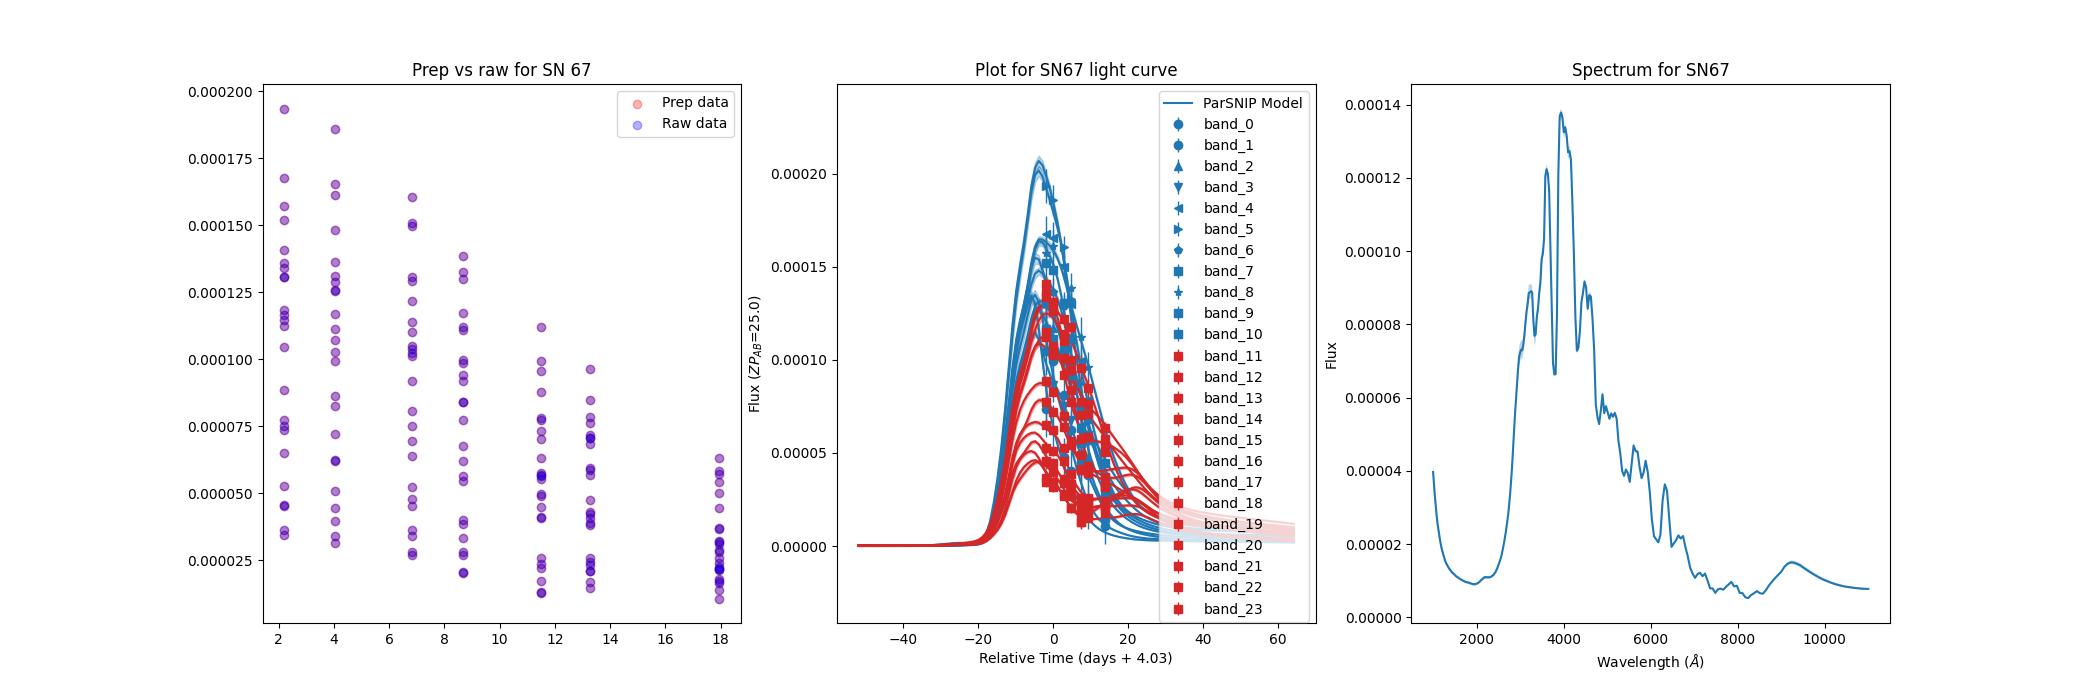 Prep vs raw for SN 67
0.000200
0.000175
0.000150
0.000125
0.000100
0.000075
0.000050
0.000025
2 4 6 8 10 12 14 16 18
Prep data
Raw data
Plot for SN67 light curve
Flux (ZP_AB=25.0)
0.00020
0.00015
0.00010
0.00005
0.00000
−40 −20 0 20 40 60
Relative Time (days + 4.03)
ParSNIP Model
band_0
band_1
band_2
band_3
band_4
band_5
band_6
band_7
band_8
band_9
band_10
band_11
band_12
band_13
band_14
band_15
band_16
band_17
band_18
band_19
band_20
band_21
band_22
band_23
Spectrum for SN67
Flux
0.00014
0.00012
0.00010
0.00008
0.00006
0.00004
0.00002
0.00000
2000 4000 6000 8000 10000
Wavelength (Å)